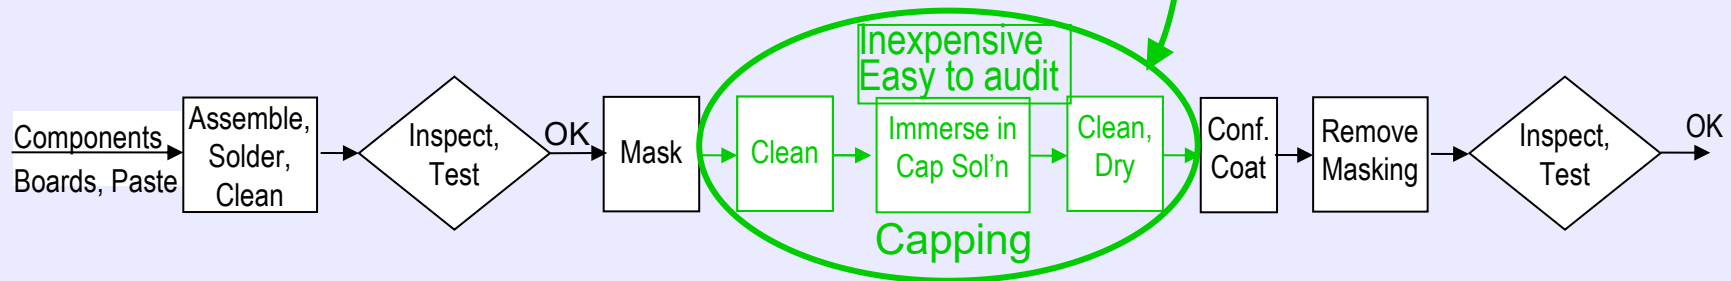 Components
Boards, Paste
Assemble,
Solder,
Clean
Inspect,
Test
OK
Mask
Inexpensive
Easy to audit
Clean
Immerse in
Cap Sol’n
Clean,
Dry
Capping
Conf.
Coat
Remove
Masking
Inspect,
Test
OK